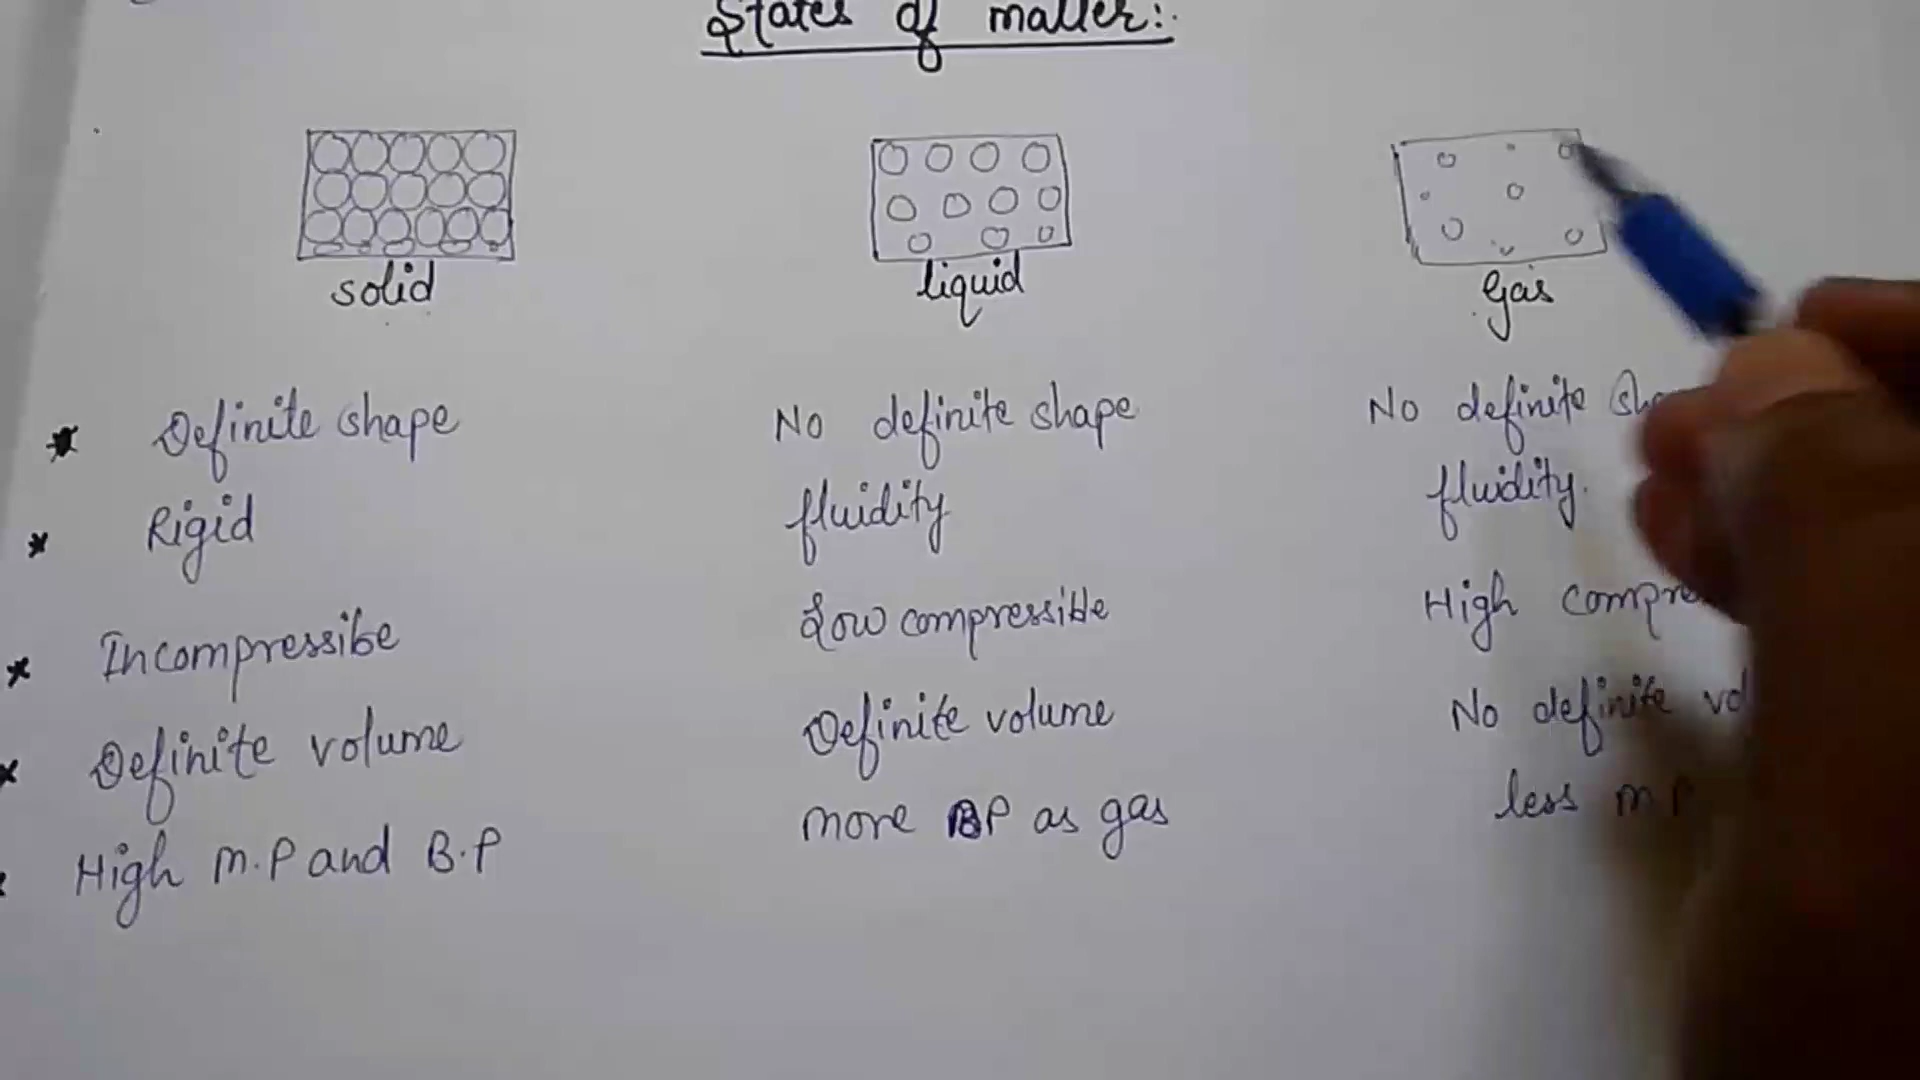 States of matter:
solid
liquid
gas
Definite shape
No definite shape
No definite
Rigid
fluidity
fluidity.
Incompressibe
Low compressible
High
Definite volume
Definite volume
No definite
High M.P and B.P
more BP as gas
less M.P